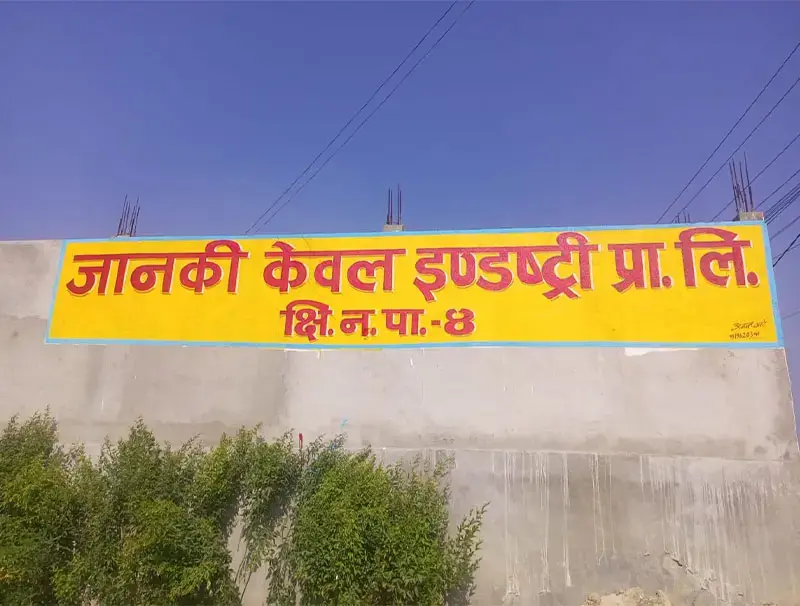 जानकी केवल इण्डष्ट्री प्रा. लि.
क्षि. न. पा. -४